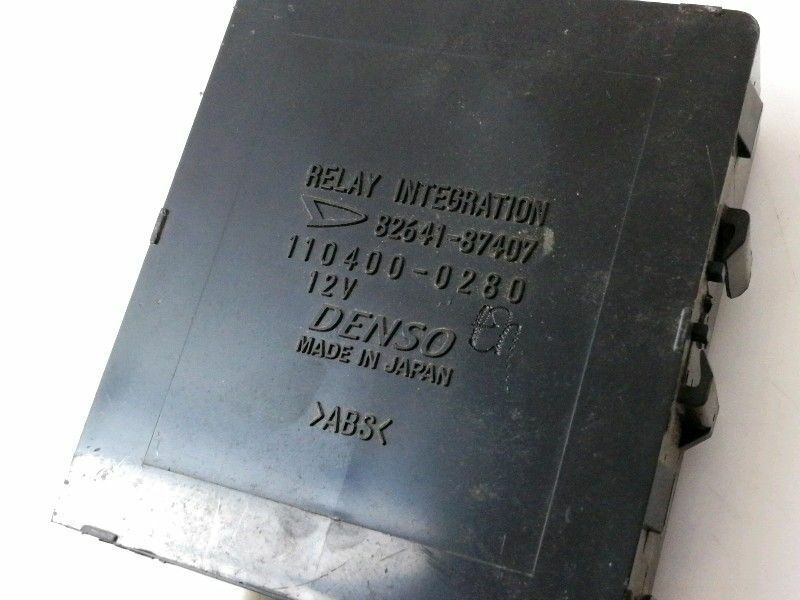 RELAY INTEGRATION
82641-87407
110400-0280
12V
DENSO
MADE IN JAPAN
>ABS<